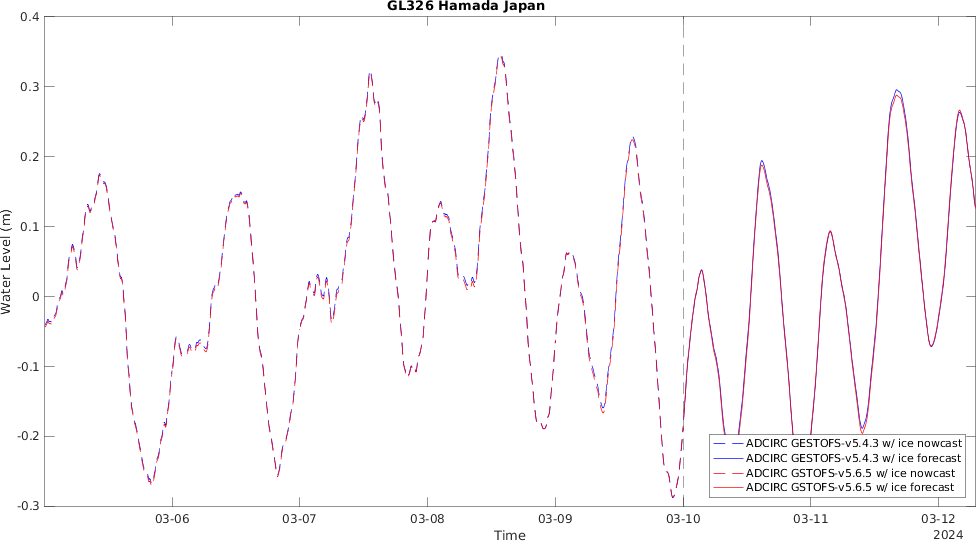 GL326 Hamada Japan
0.4
0.3
0.2
0.1
0
-0.1
-0.2
-0.3
Water Level (m)
ADCIRC GESTOFS-v5.4.3 w/ ice nowcast
ADCIRC GESTOFS-v5.4.3 w/ ice forecast
ADCIRC GSTOFS-v5.6.5 w/ ice nowcast
ADCIRC GSTOFS-v5.6.5 w/ ice forecast
03-06 03-07 03-08 03-09 03-10 03-11 03-12
Time 2024